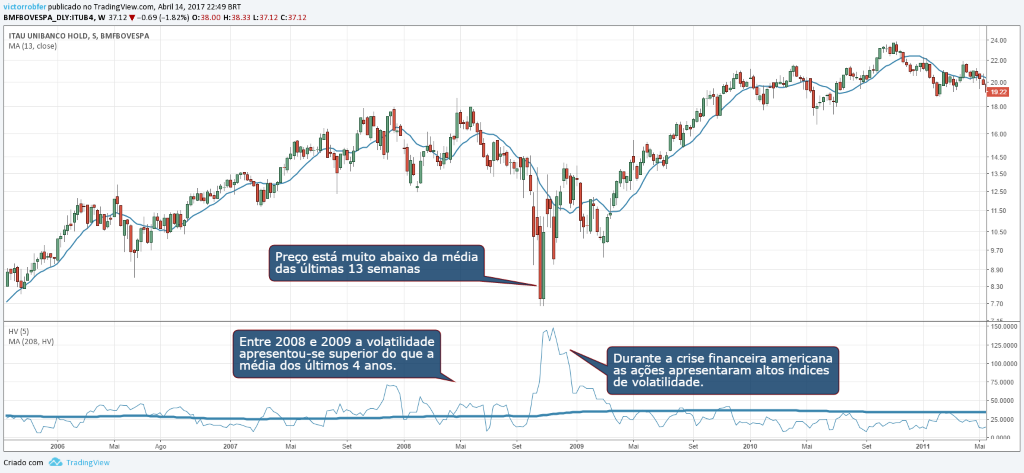 victorrobfer publicado no TradingView.com, Abril 14, 2017 22:49 BRT
BMFBOVESPA_DLY:ITUB4, W 37.12 ▼ −0.69 (−1.82%) O:38.00 H:38.33 L:37.12 C:37.12
ITAU UNIBANCO HOLD, S, BMFBOVESPA
MA (13, close)
24.00
22.00
20.00
19.22
18.00
16.00
14.50
13.50
12.50
11.50
10.50
9.70
8.90
8.30
7.70
7.15
Preço está muito abaixo da média
das últimas 13 semanas
HV (5)
MA (208, HV)
Entre 2008 e 2009 a volatilidade
apresentou-se superior do que a
média dos últimos 4 anos.
Durante a crise financeira americana
as ações apresentaram altos índices
de volatilidade.
150.0000
125.0000
100.0000
75.0000
50.0000
25.0000
0.0000
2006 Mai Ago 2007 Mai Set 2008 Mai Set 2009 Mai Set 2010 Mai Set 2011 Mai
Criado com TradingView